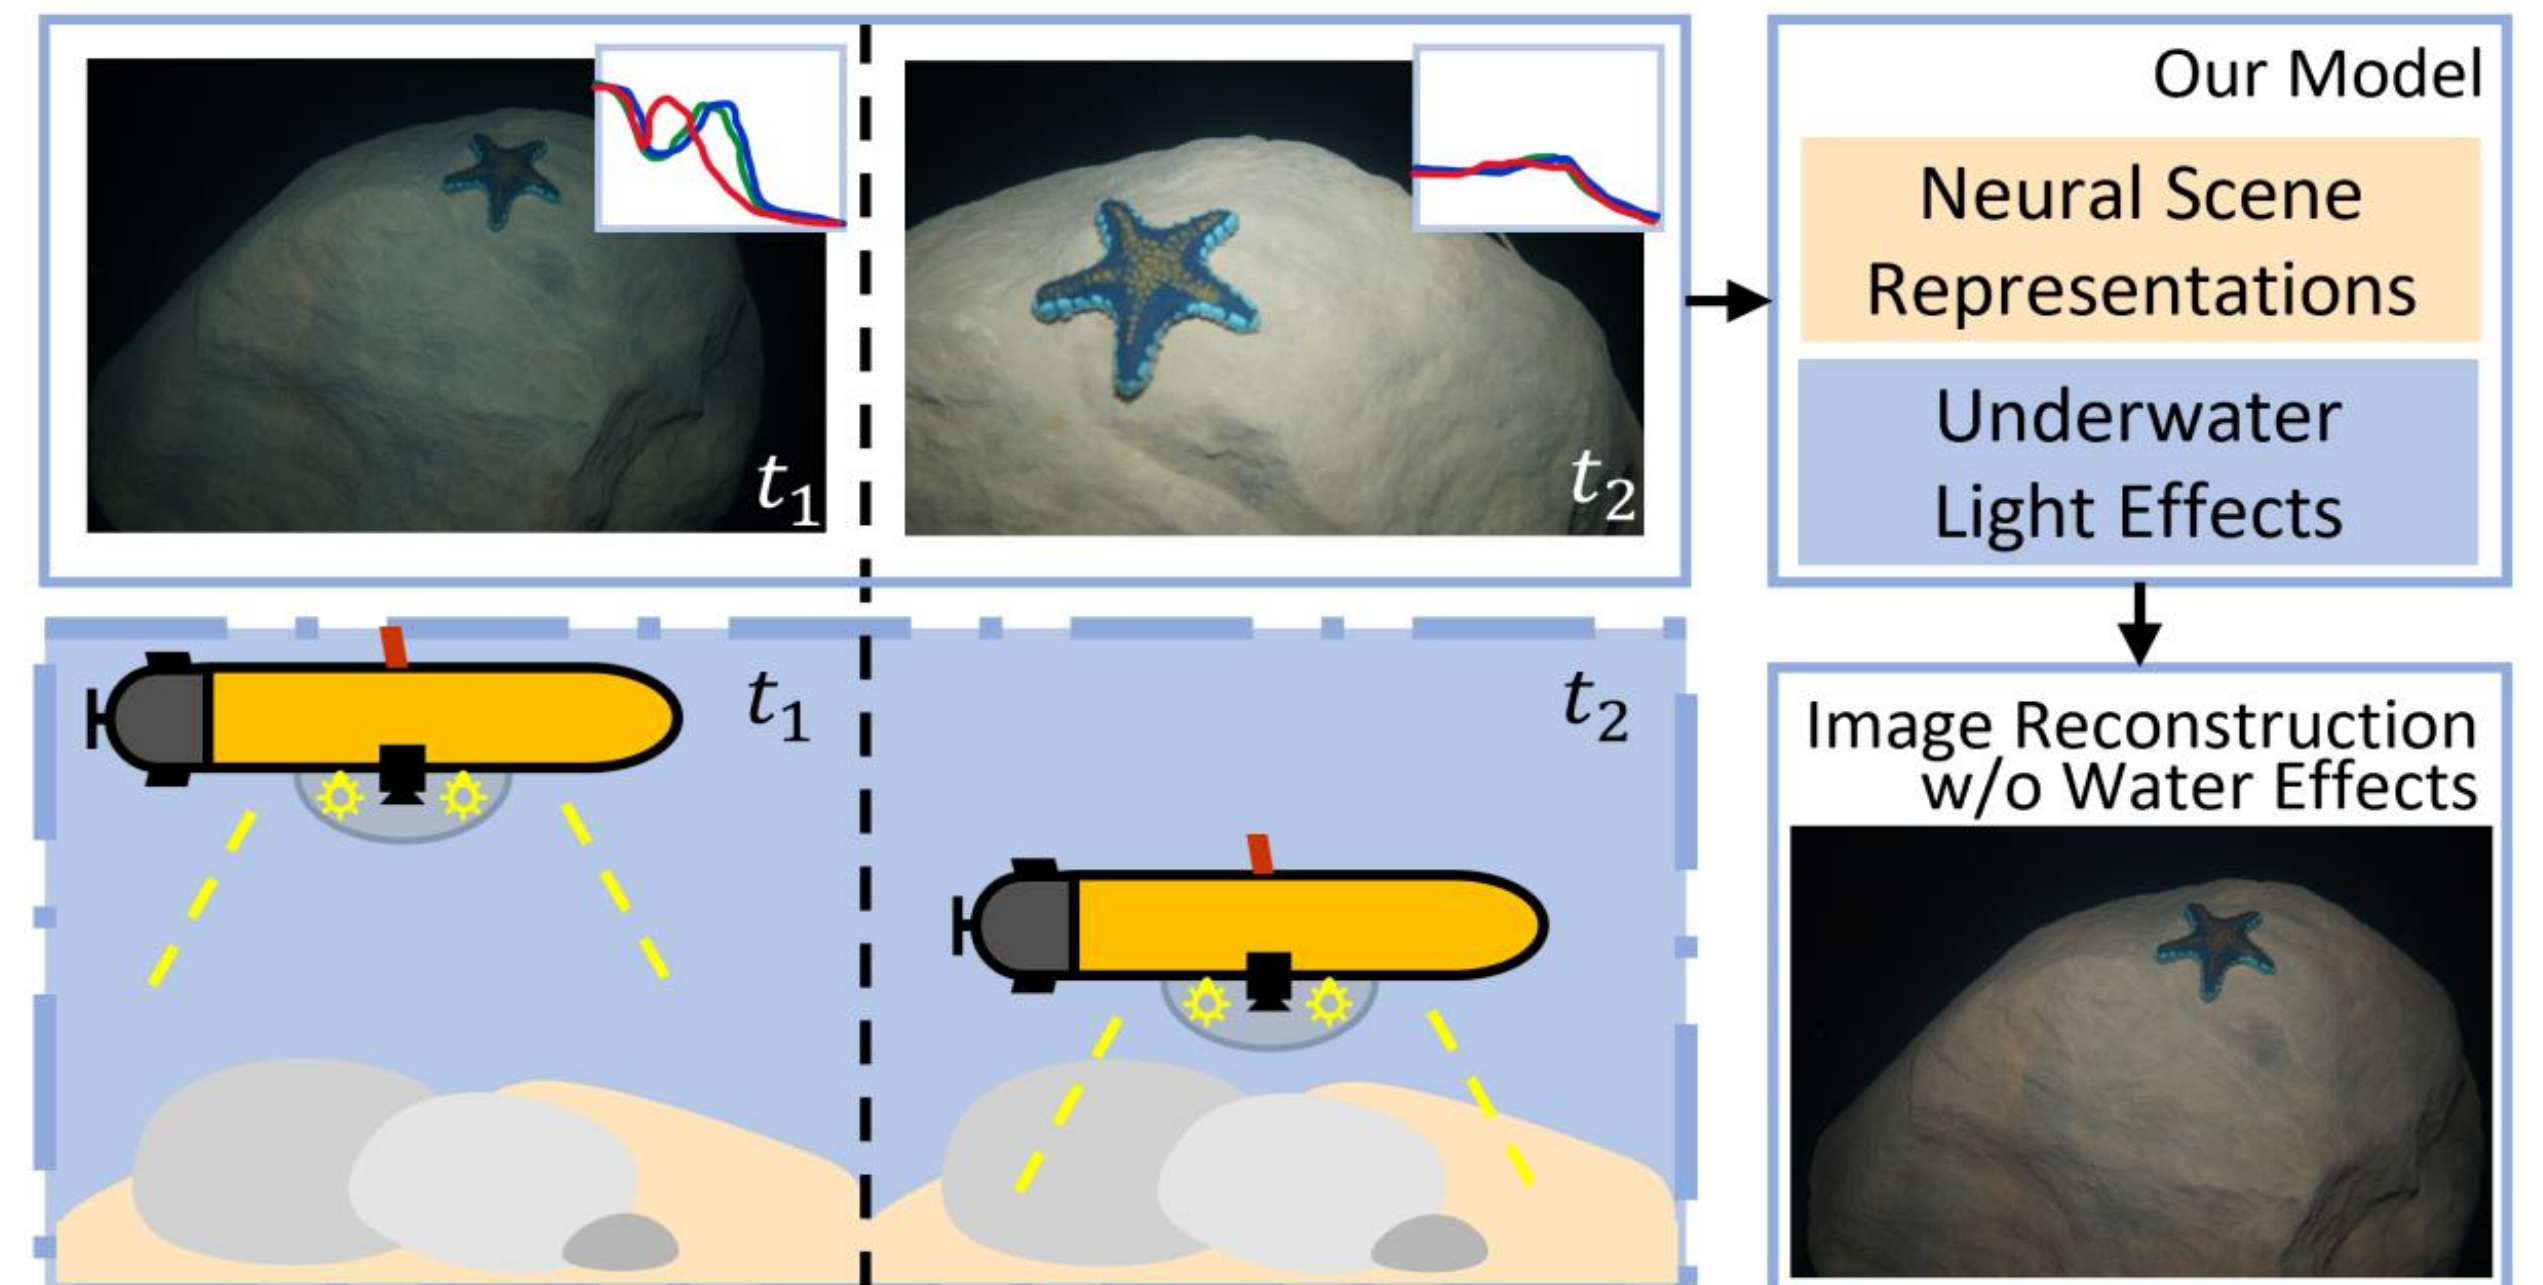 t₁
t₂
Our Model
Neural Scene
Representations
Underwater
Light Effects
t₁
t₂
Image Reconstruction
w/o Water Effects